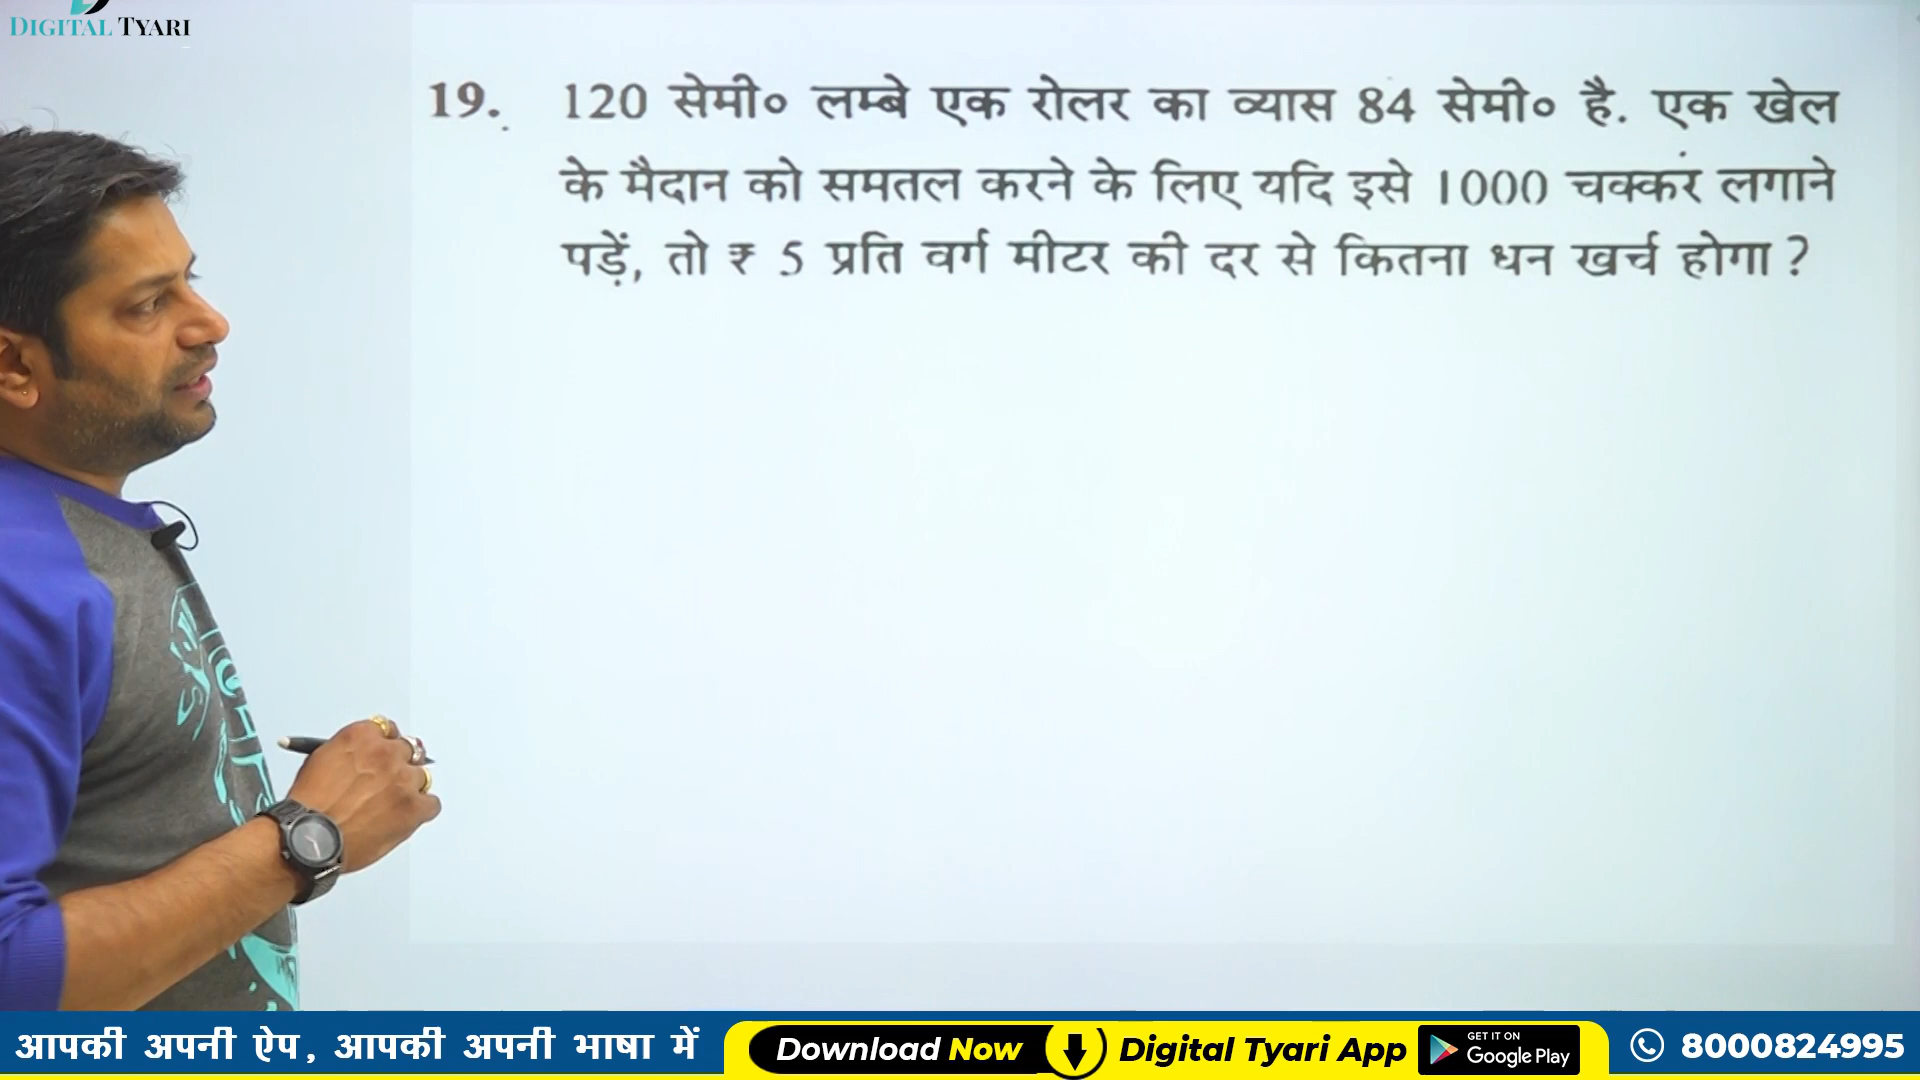 DIGITAL TYARI
19. 120 सेमी० लम्बे एक रोलर का व्यास 84 सेमी० है. एक खेल
के मैदान को समतल करने के लिए यदि इसे 1000 चक्कर लगाने
पड़ें, तो ₹ 5 प्रति वर्ग मीटर की दर से कितना धन खर्च होगा ?
आपकी अपनी ऐप, आपकी अपनी भाषा में
Download Now
Digital Tyari App
GET IT ON
Google Play
8000824995